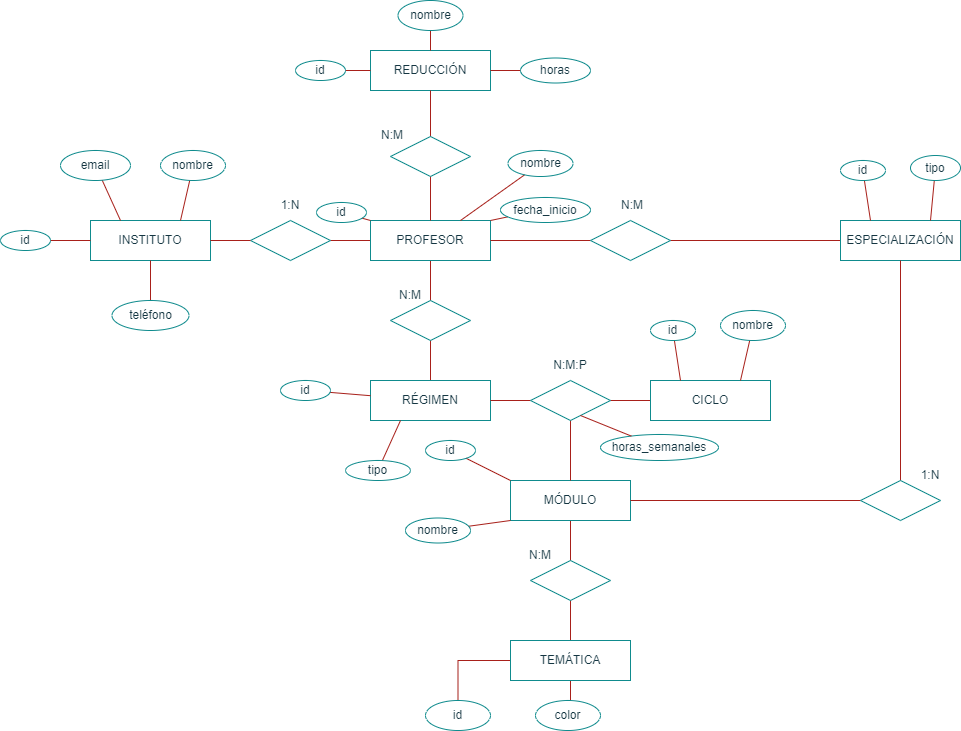 nombre
id
REDUCCIÓN
horas
N:M
email
nombre
nombre
id
tipo
1:N
id
fecha_inicio
N:M
id
INSTITUTO
PROFESOR
ESPECIALIZACIÓN
N:M
teléfono
id
nombre
N:M:P
id
RÉGIMEN
CICLO
id
horas_semanales
tipo
1:N
MÓDULO
nombre
N:M
TEMÁTICA
id
color